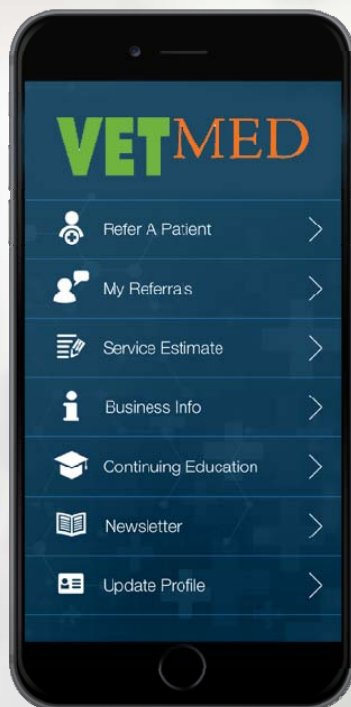 VETMED
Refer A Patient
My Referrals
Service Estimate
Business Info
Continuing Education
Newsletter
Update Profile